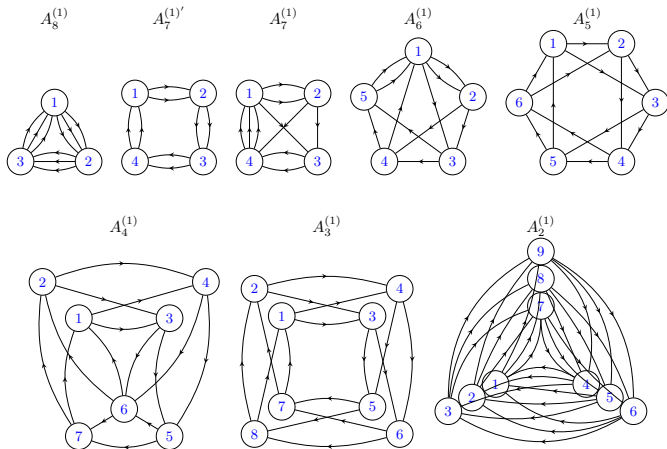 A_8^{(1)} A_7^{(1)'} A_7^{(1)} A_6^{(1)} A_5^{(1)}
1 3 2
1 2 4 3
1 2 4 3
1 5 2 4 3
1 2 6 3 5 4
A_4^{(1)} A_3^{(1)} A_2^{(1)}
2 4 1 3 6 7 5
2 4 1 3 7 5 8 6
9 8 7 1 4 2 5 3 6